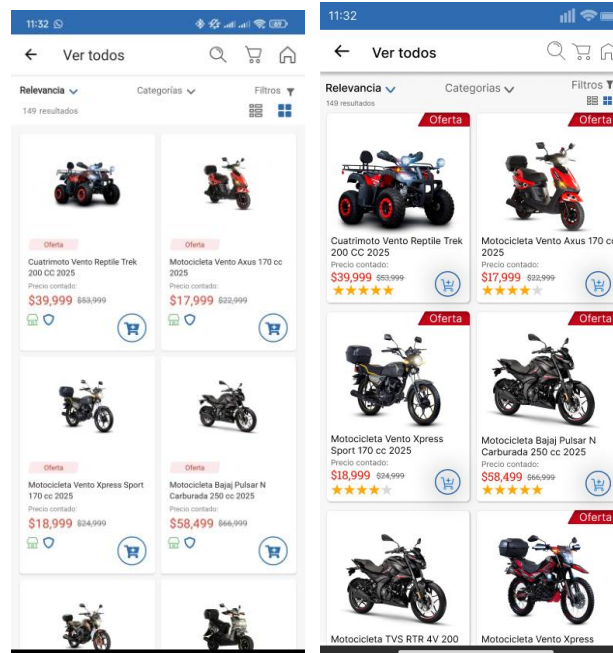 11:32
Ver todos
Relevancia
Categorías
Filtros
149 resultados
Oferta
Cuatrimoto Vento Reptile Trek
200 CC 2025
Precio contado:
$39,999 $53,999
Oferta
Motocicleta Vento Axus 170 cc
2025
Precio contado:
$17,999 $22,999
Oferta
Motocicleta Vento Xpress Sport
170 cc 2025
Precio contado:
$18,999 $24,999
Oferta
Motocicleta Bajaj Pulsar N
Carburada 250 cc 2025
Precio contado:
$58,499 $66,999
11:32
Ver todos
Relevancia
Categorias
Filtros
149 resultados
Oferta
Cuatrimoto Vento Reptile Trek
200 CC 2025
Precio contado:
$39,999 $53,999
Oferta
Motocicleta Vento Axus 170 cc
2025
Precio contado:
$17,999 $22,999
Oferta
Motocicleta Vento Xpress
Sport 170 cc 2025
Precio contado:
$18,999 $24,999
Oferta
Motocicleta Bajaj Pulsar N
Carburada 250 cc 2025
Precio contado:
$58,499 $66,999
Motocicleta TVS RTR 4V 200
Oferta
Motocicleta Vento Xpress